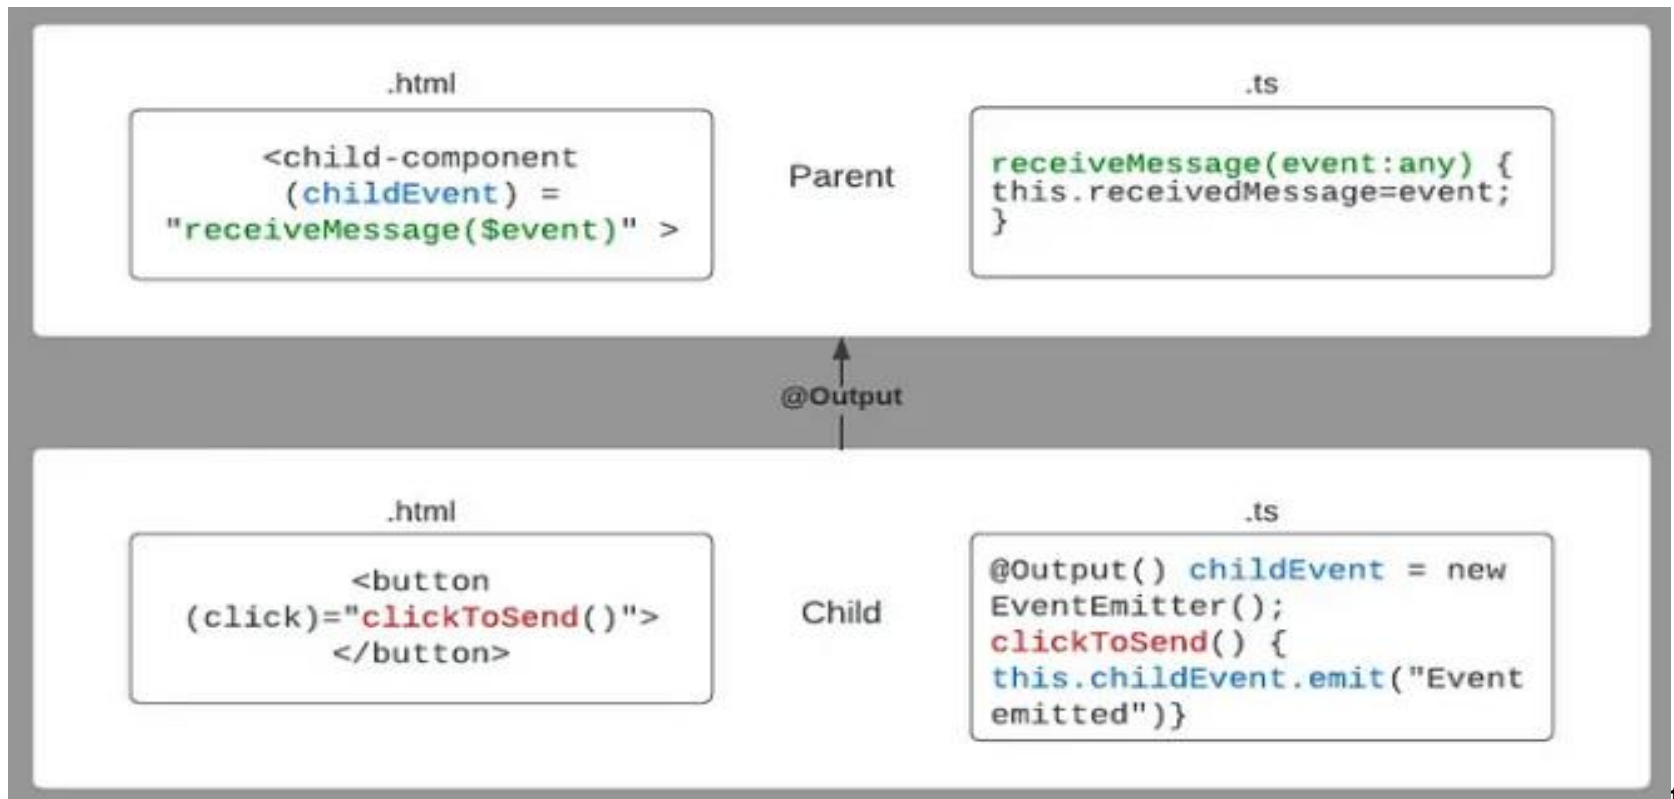 .html
<child-component
(childEvent) =
"receiveMessage($event)" >
Parent
.ts
receiveMessage(event:any) {
this.receivedMessage=event;
}
@Output
.html
<button
(click)="clickToSend()">
</button>
Child
.ts
@Output() childEvent = new
EventEmitter();
clickToSend() {
this.childEvent.emit("Event
emitted")}